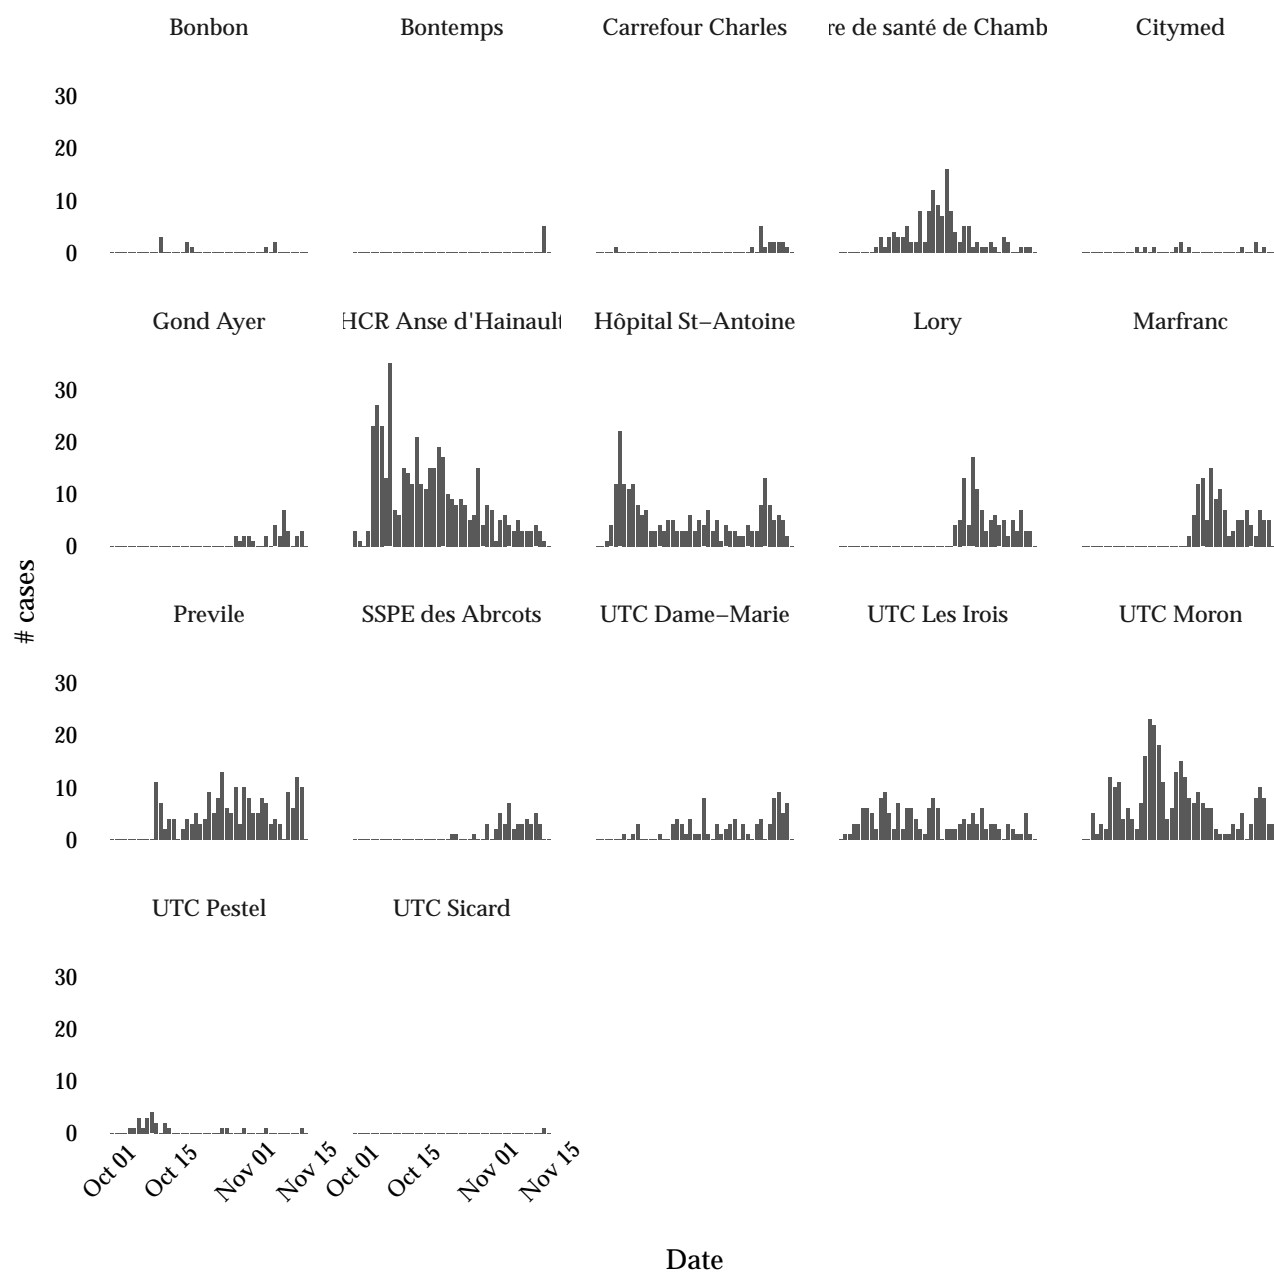 Bonbon Bontemps Carrefour Charles re de santé de Chamb Citymed
30
20
10
0
Gond Ayer HCR Anse d'Hainault Hôpital St−Antoine Lory Marfranc
30
20
10
0
# cases
Previle SSPE des Abrcots UTC Dame−Marie UTC Les Irois UTC Moron
30
20
10
0
UTC Pestel UTC Sicard
30
20
10
0
Oct 01 Oct 15 Nov 01 Nov 15 Oct 01 Oct 15 Nov 01 Nov 15
Date